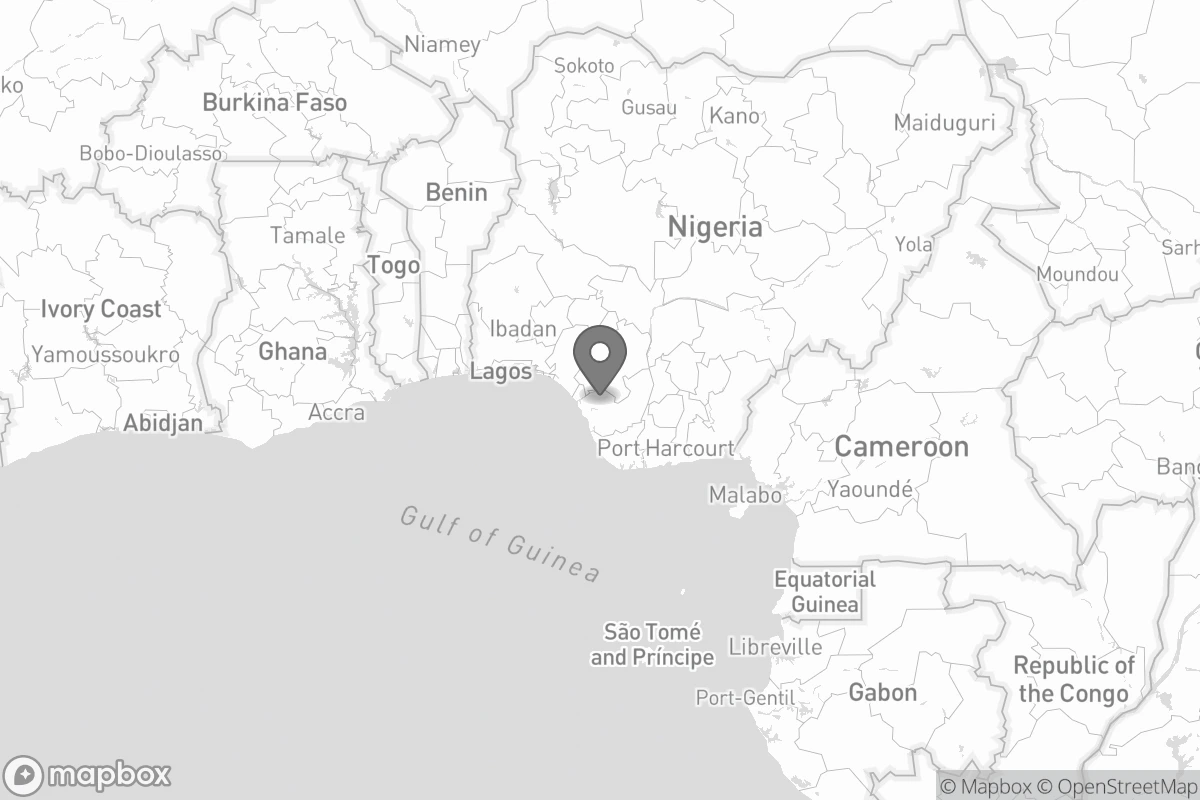 Niamey
Sokoto
Burkina Faso
Gusau
Kano
Maiduguri
Bobo-Dioulasso
Benin
Nigeria
Tamale
Yola
Sarh
Togo
Moundou
Ivory Coast
Ibadan
Yamoussoukro
Ghana
Lagos
Accra
Abidjan
Port Harcourt
Cameroon
Bang
Yaoundé
Malabo
Gulf of Guinea
Equatorial
Guinea
São Tomé
and Príncipe
Libreville
Republic of
the Congo
Port-Gentil
Gabon
mapbox
© Mapbox © OpenStreetMap